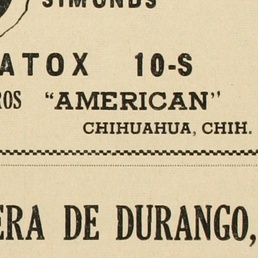 SIMONDS
ATOX 10-S
ROS "AMERICAN"
CHIHUAHUA, CHIH.
ERA DE DURANGO,